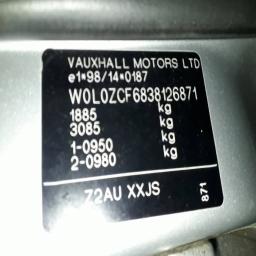 VAUXHALL MOTORS LTD
e1*98/14*0187
W0L0ZCF6838126871
1885 kg
3085 kg
1-0950 kg
2-0980 kg
Z2AU XXJS
871